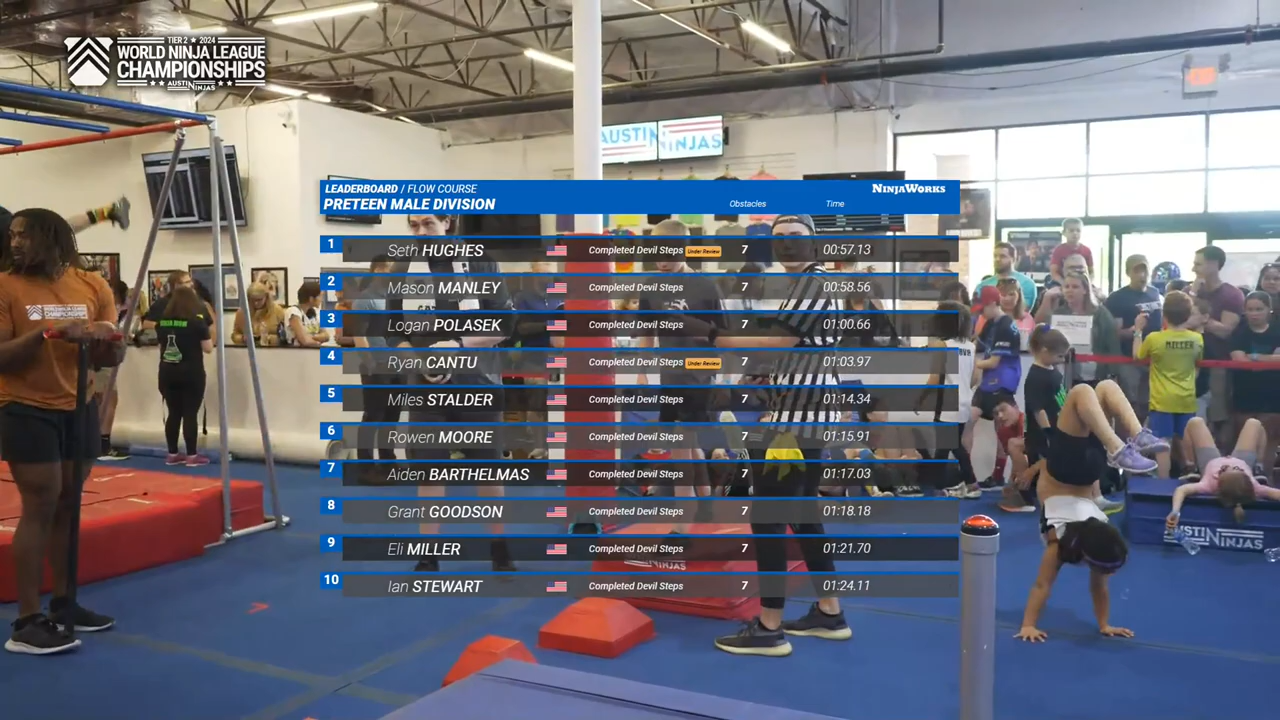 TIER 2 ★ 2024
WORLD NINJA LEAGUE
CHAMPIONSHIPS
AUSTIN NINJAS
AUSTIN NINJAS
LEADERBOARD / FLOW COURSE
NINJAWORKS
PRETEEN MALE DIVISION
Obstacles
Time
1 Seth HUGHES Completed Devil Steps Under Review 7 00:57.13
2 Mason MANLEY Completed Devil Steps 7 00:58.56
3 Logan POLASEK Completed Devil Steps 7 01:00.66
4 Ryan CANTU Completed Devil Steps Under Review 7 01:03.97
5 Miles STALDER Completed Devil Steps 7 01:14.34
6 Rowen MOORE Completed Devil Steps 7 01:15.91
7 Aiden BARTHELMAS Completed Devil Steps 7 01:17.03
8 Grant GOODSON Completed Devil Steps 7 01:18.18
9 Eli MILLER Completed Devil Steps 7 01:21.70
10 Ian STEWART Completed Devil Steps 7 01:24.11
MILLER
AUSTIN NINJAS
NINJAS